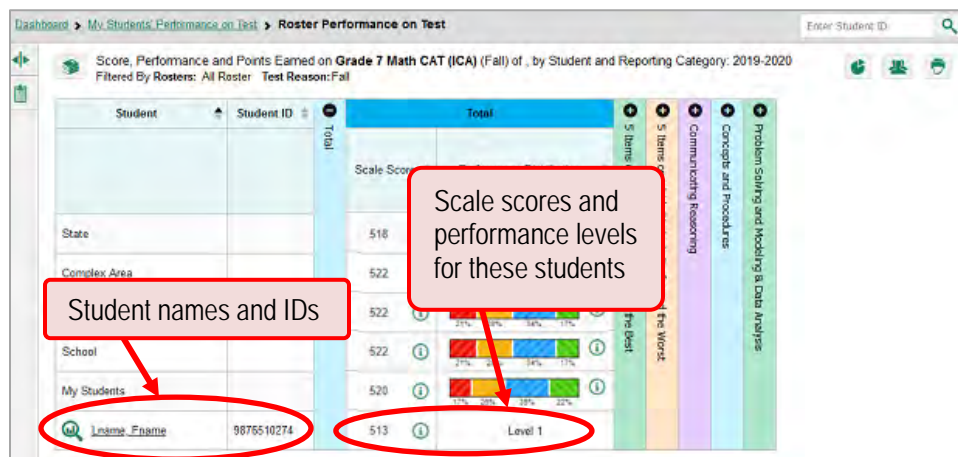 Dashboard > My Students' Performance on Test > Roster Performance on Test
Enter Student ID
Score, Performance and Points Earned on Grade 7 Math CAT (ICA) (Fall) of , by Student and Reporting Category: 2019-2020
Filtered By Rosters: All Roster Test Reason: Fall
Student Student ID Total Total
5 Items
the Best
5 Items
d the Worst
Communicating Reasoning
Concepts and Procedures
Problem Solving and Modeling & Data Analysis
Scale Score
Scale scores and
performance levels
for these students
State 518
Complex Area 522
Student names and IDs
522
21% 34% 17%
School 522
21% 34% 17%
My Students 520
17% 22%
Lname, Fname 9876510274 513 Level 1